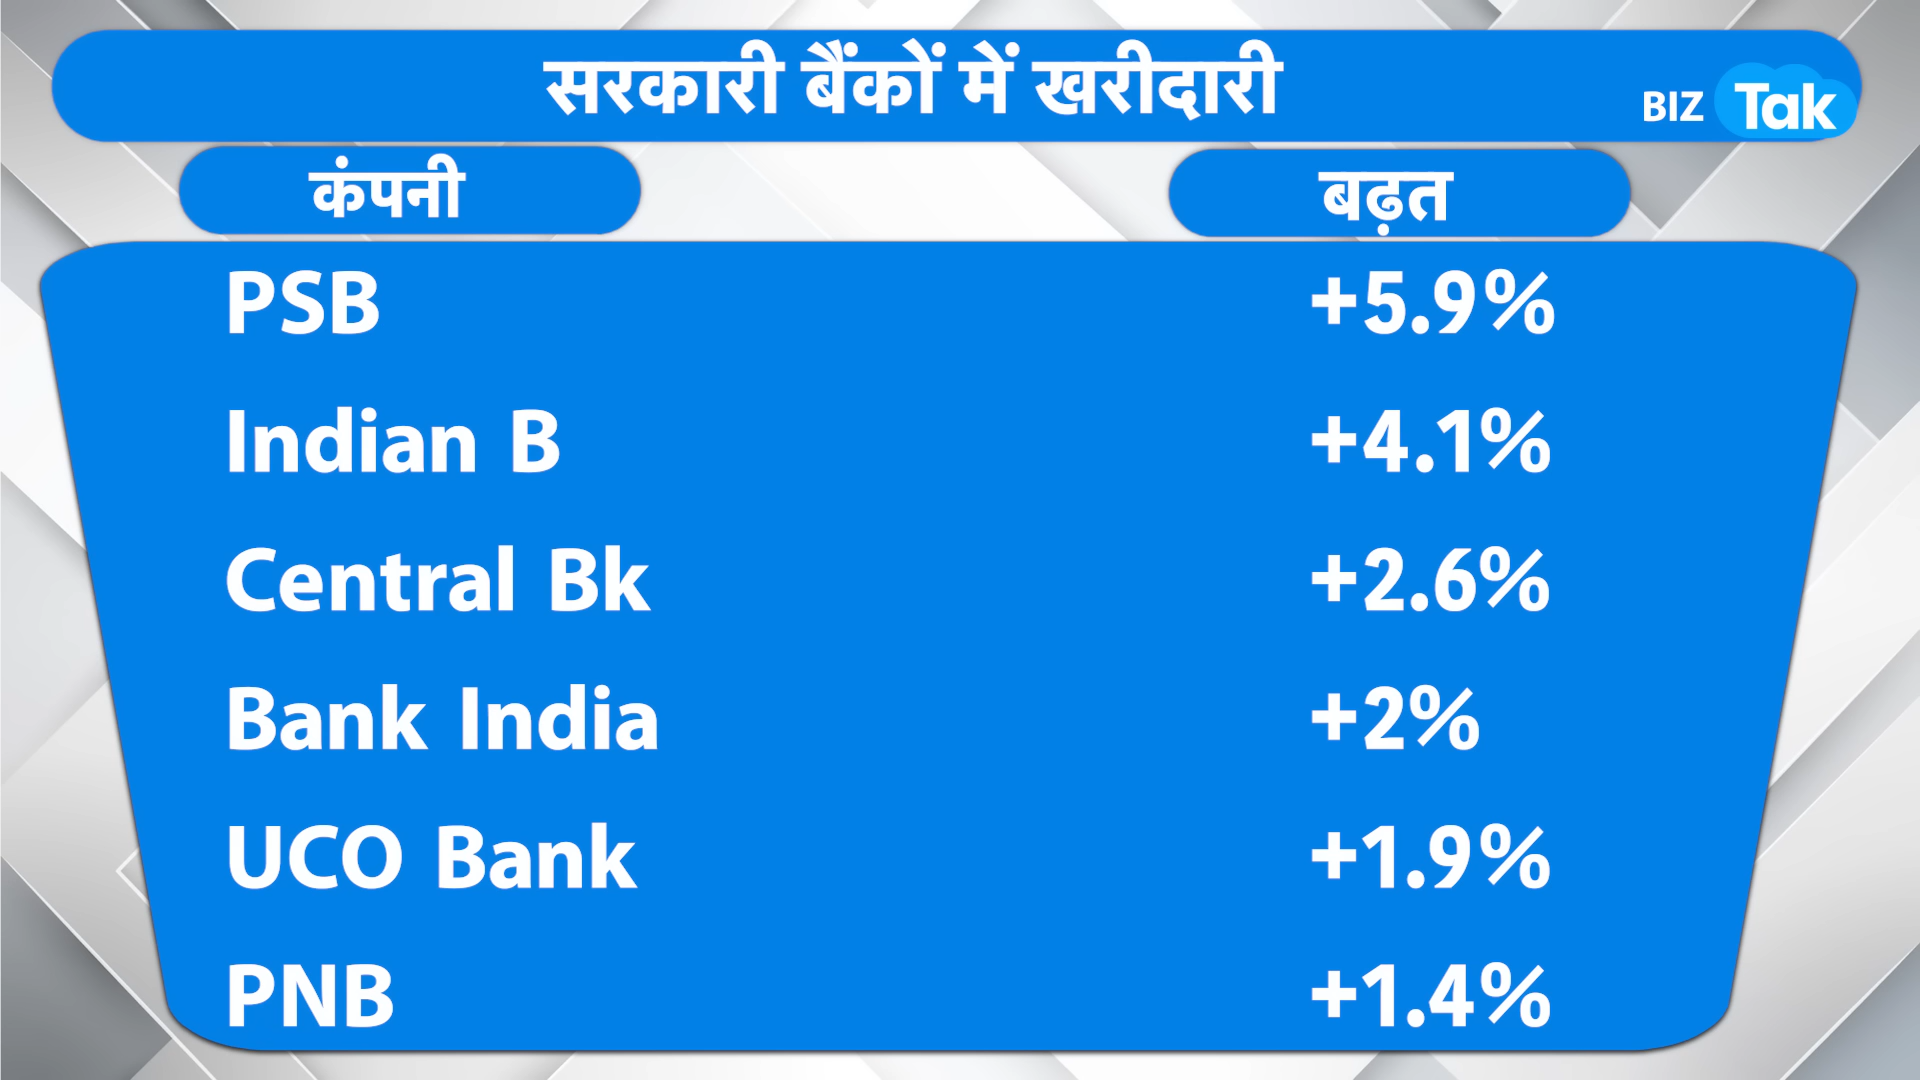 सरकारी बैंकों में खरीदारी
BIZ Tak
कंपनी बढ़त
PSB +5.9%
Indian B +4.1%
Central Bk +2.6%
Bank India +2%
UCO Bank +1.9%
PNB +1.4%